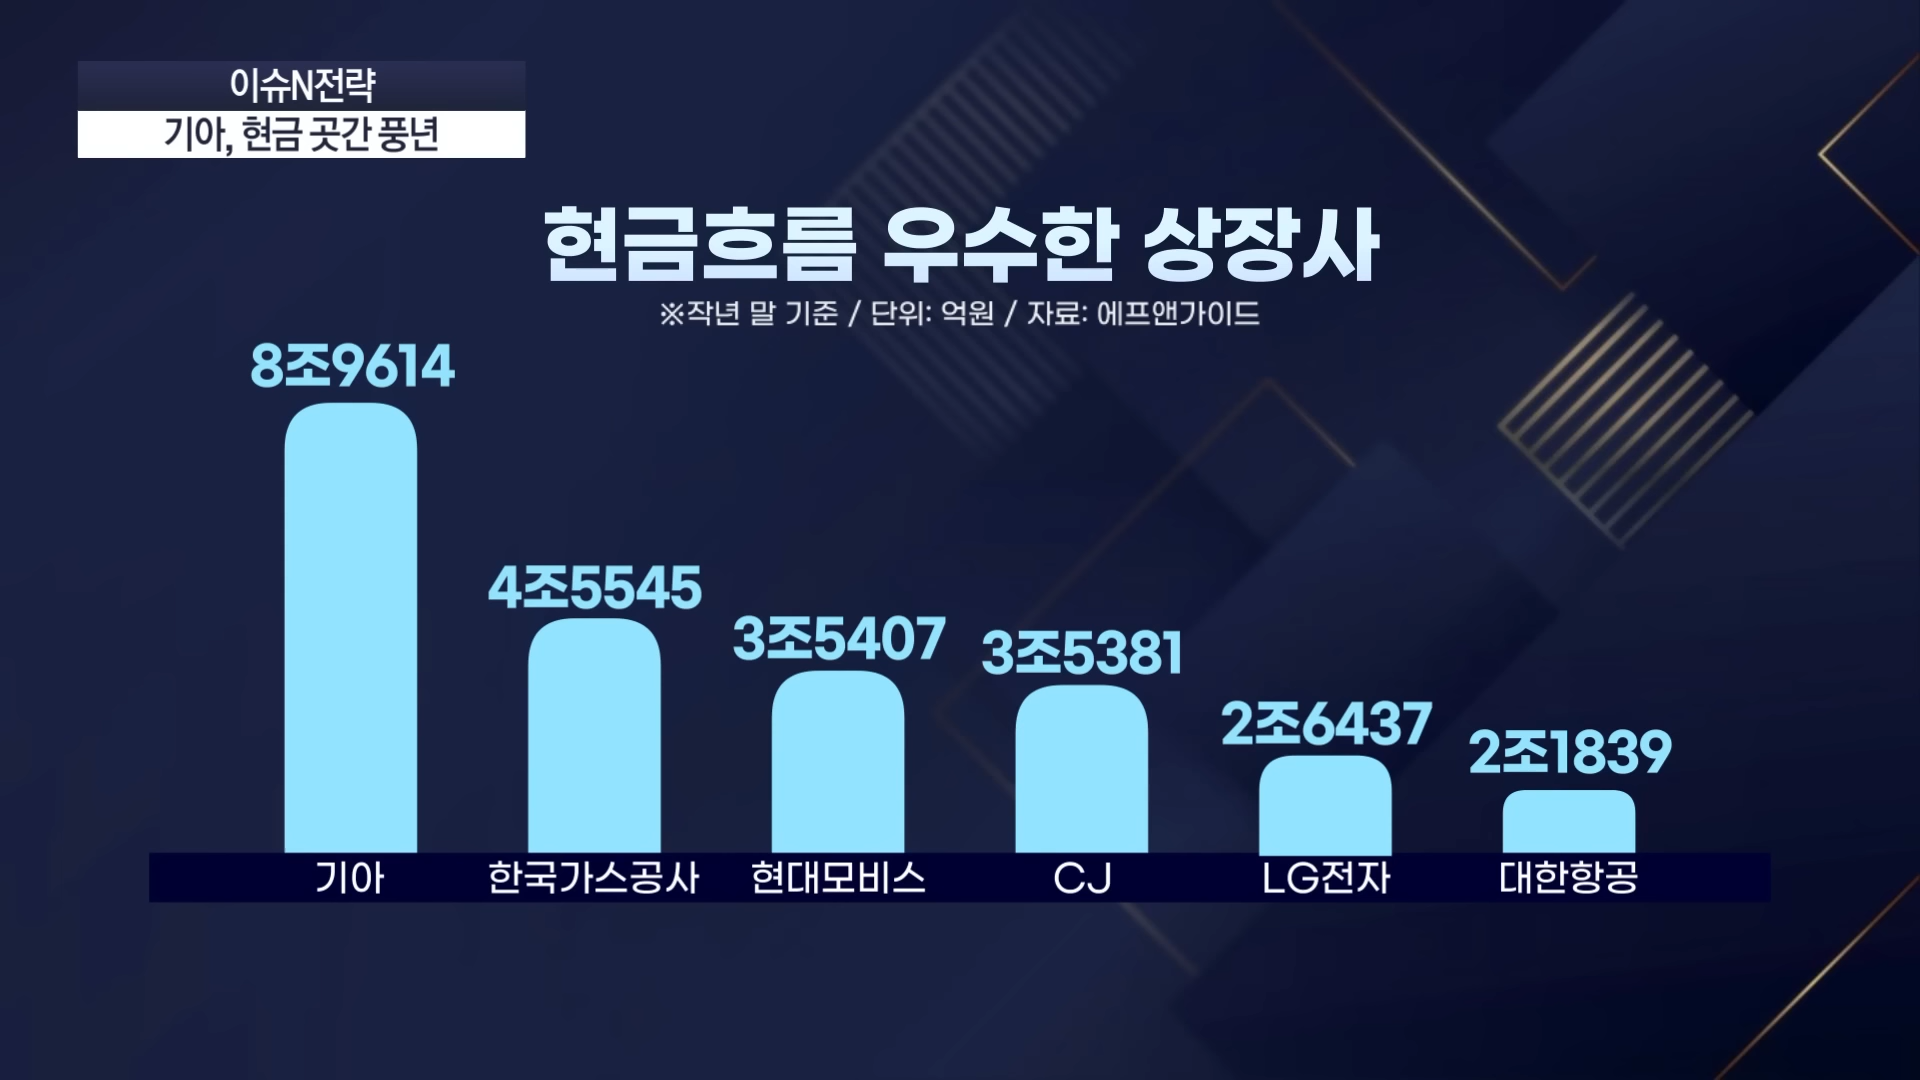 이슈N전략
기아, 현금 곳간 풍년
현금흐름 우수한 상장사
※작년 말 기준 / 단위: 억원 / 자료: 에프앤가이드
8조9614
4조5545
3조5407
3조5381
2조6437
2조1839
기아
한국가스공사
현대모비스
CJ
LG전자
대한항공